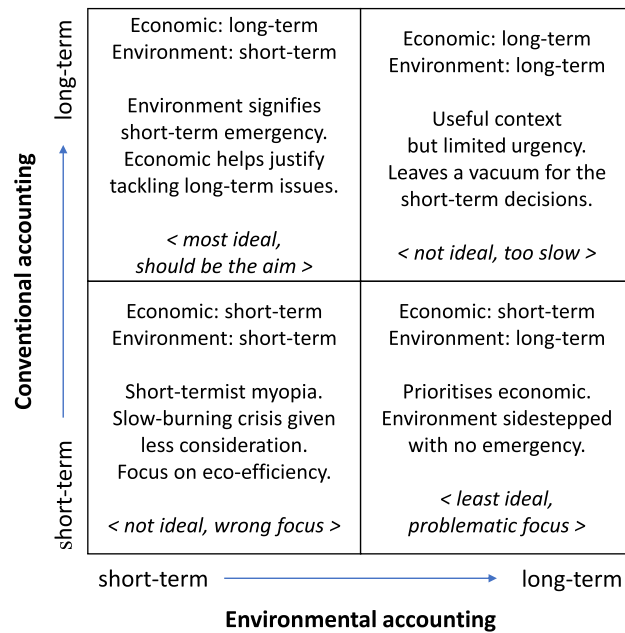 Economic: long-term
Environment: short-term
Environment signifies
short-term emergency.
Economic helps justify
tackling long-term issues.
< most ideal,
should be the aim >
Economic: long-term
Environment: long-term
Useful context
but limited urgency.
Leaves a vacuum for the
short-term decisions.
< not ideal, too slow >
Economic: short-term
Environment: short-term
Short-termist myopia.
Slow-burning crisis given
less consideration.
Focus on eco-efficiency.
< not ideal, wrong focus >
Economic: short-term
Environment: long-term
Prioritises economic.
Environment sidestepped
with no emergency.
< least ideal,
problematic focus >
Conventional accounting
long-term
short-term
short-term
long-term
Environmental accounting